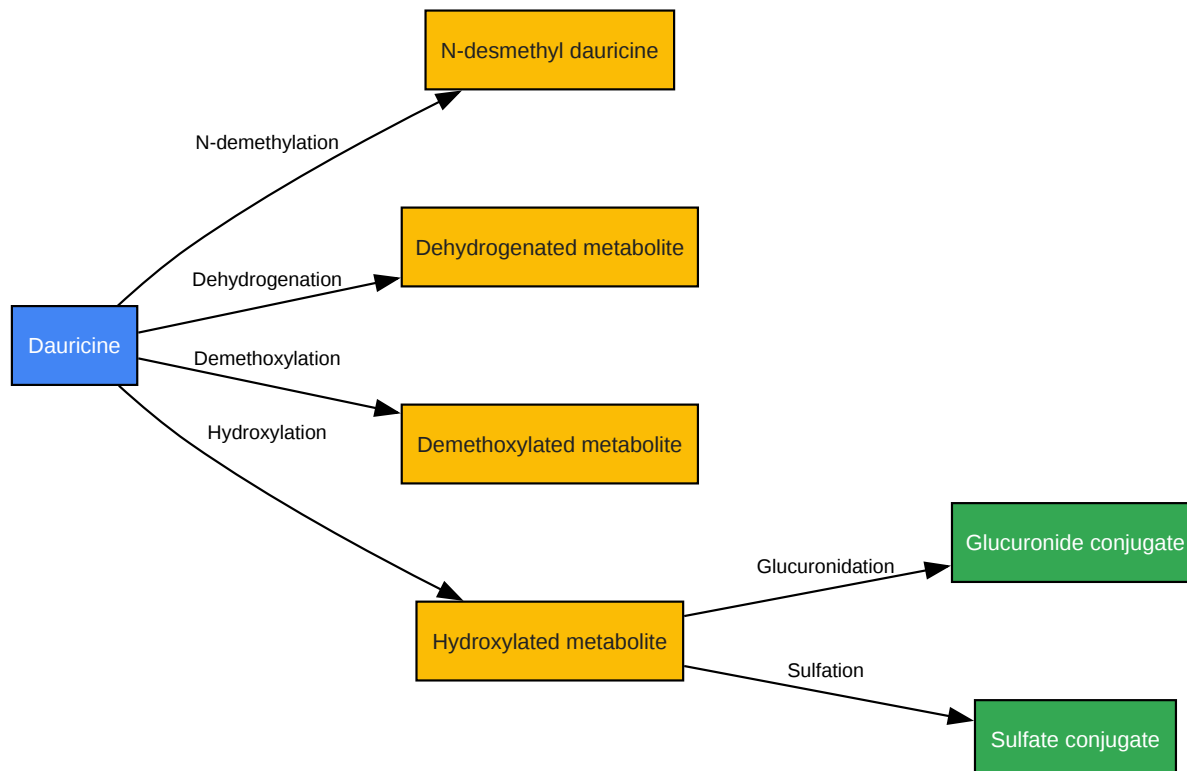 N-desmethyl dauricine
N-demethylation
Dehydrogenated metabolite
Dehydrogenation
Dauricine
Demethoxylation
Hydroxylation
Demethoxylated metabolite
Glucuronide conjugate
Glucuronidation
Hydroxylated metabolite
Sulfation
Sulfate conjugate